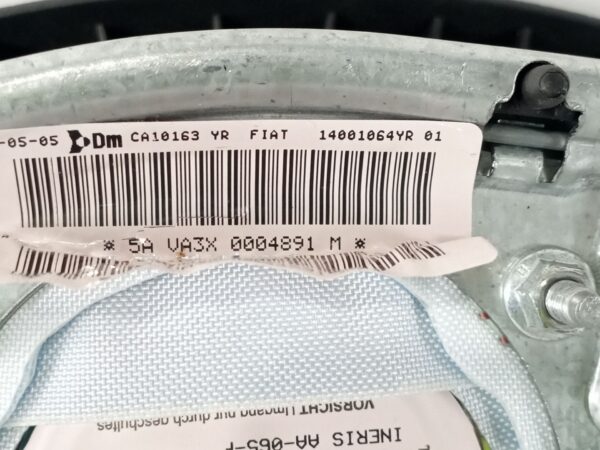 -05-05 Dm CA10163 YR FIAT 14001064YR 01
* 5A VA3X 0004891 M *
VORSICHT Umgang nur durch geschultes
INERIS AA-065-